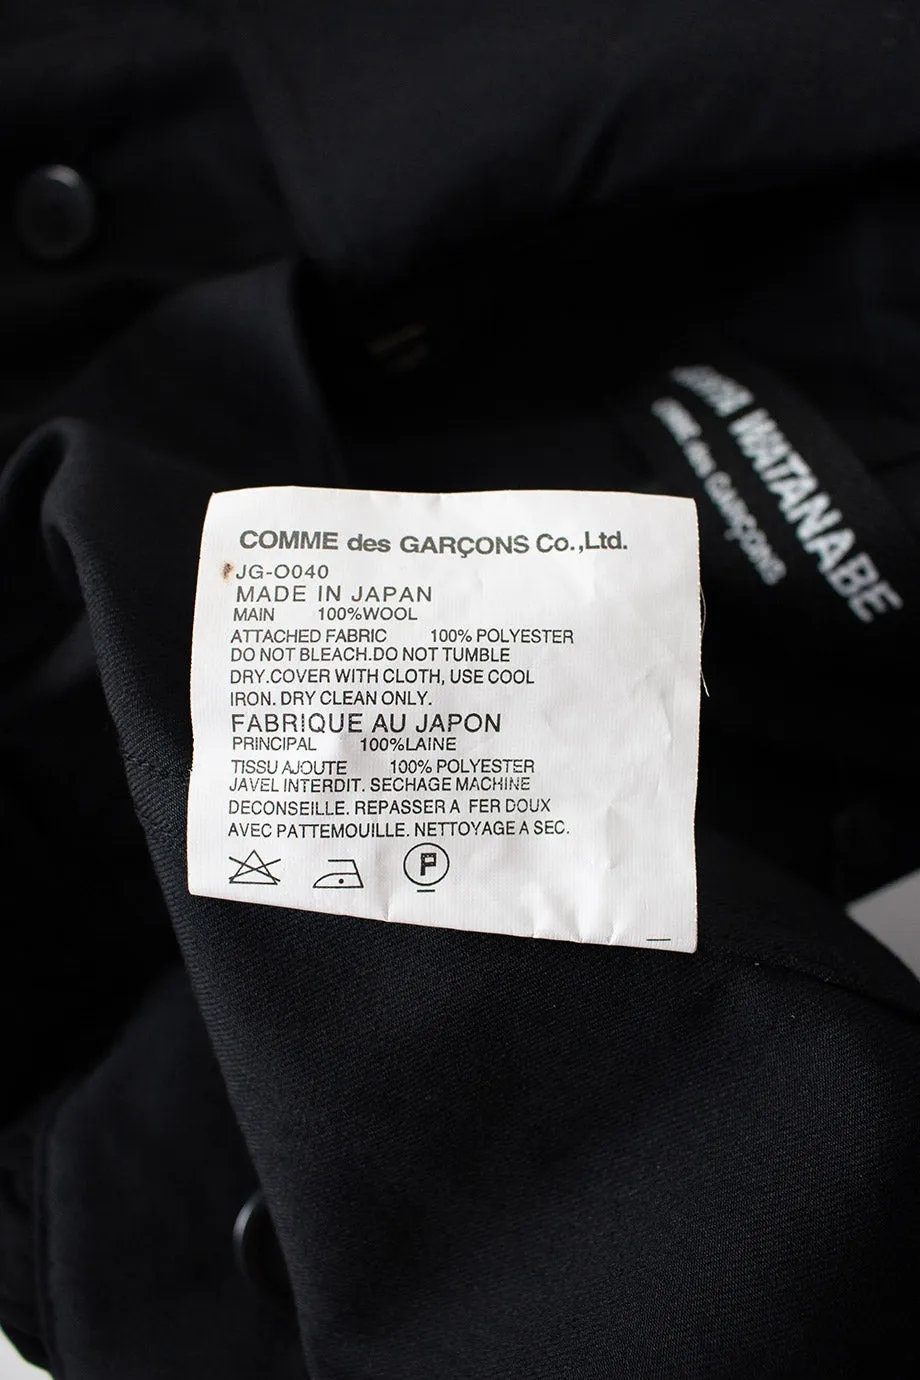 WATANABE
COMME des GARÇONS
COMME des GARÇONS Co.,Ltd.
JG-O040
MADE IN JAPAN
MAIN 100%WOOL
ATTACHED FABRIC 100% POLYESTER
DO NOT BLEACH.DO NOT TUMBLE
DRY.COVER WITH CLOTH, USE COOL
IRON. DRY CLEAN ONLY.
FABRIQUE AU JAPON
PRINCIPAL 100%LAINE
TISSU AJOUTE 100% POLYESTER
JAVEL INTERDIT. SECHAGE MACHINE
DECONSEILLE. REPASSER A FER DOUX
AVEC PATTEMOUILLE. NETTOYAGE A SEC.
P